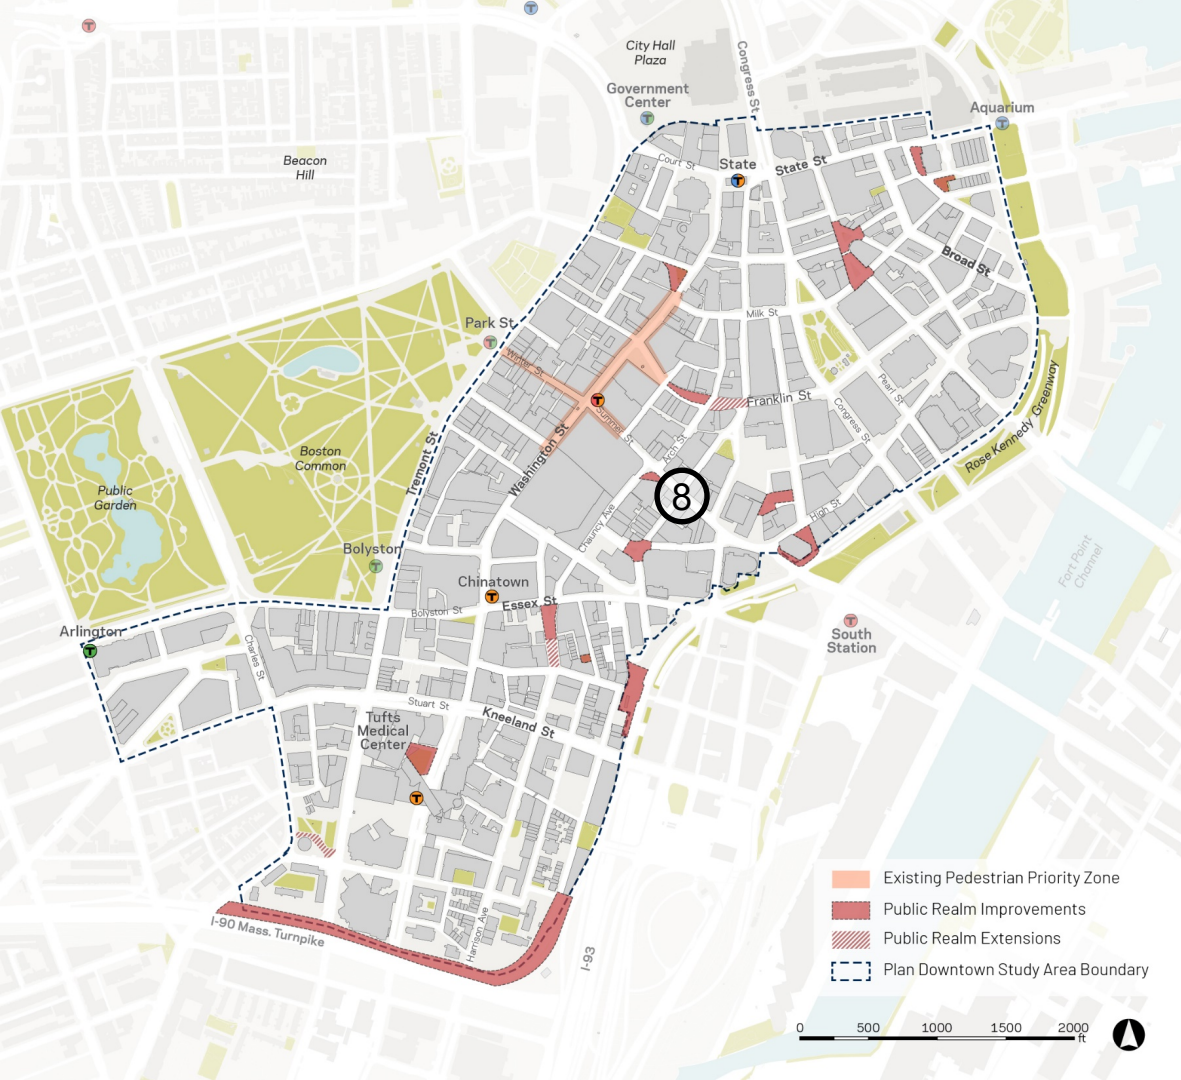 City Hall
Plaza
Congress St
Government
Center
Aquarium
Beacon
Hill
Court St
State
State St
Broad St
Park St
Milk St
Winter St
Franklin St
Pearl St
Congress St
Summer St
Arch St
Washington St
Tremont St
Boston
Common
Public
Garden
Rose Kennedy Greenway
8
High St
Chauncy Ave
Bolyston
Chinatown
Essex St
Bolyston St
Fort Point
Channel
Arlington
Charles St
South
Station
Stuart St
Kneeland St
Tufts
Medical
Center
Harrison Ave
I-90 Mass. Turnpike
I-93
Existing Pedestrian Priority Zone
Public Realm Improvements
Public Realm Extensions
Plan Downtown Study Area Boundary
0 500 1000 1500 2000
ft
T
T
T
T
T
T
T
T
T
T
T
T